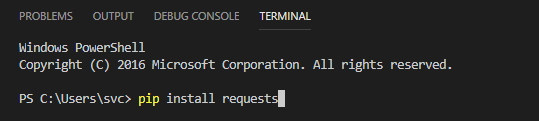 PROBLEMS OUTPUT DEBUG CONSOLE TERMINAL
Windows PowerShell
Copyright (C) 2016 Microsoft Corporation. All rights reserved.
PS C:\Users\svc> pip install requests